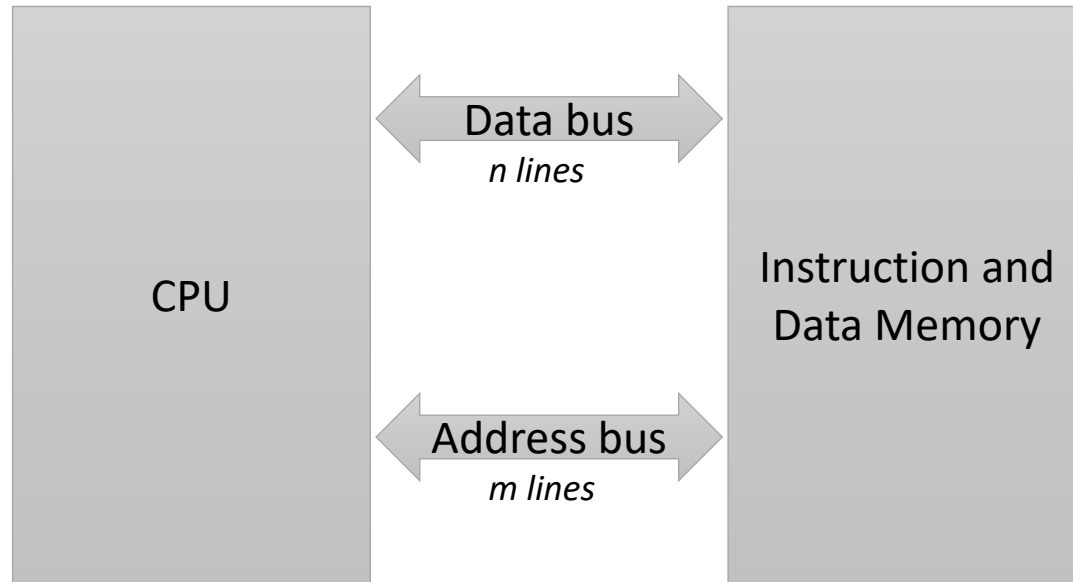 Data bus
n lines
CPU
Instruction and
Data Memory
Address bus
m lines